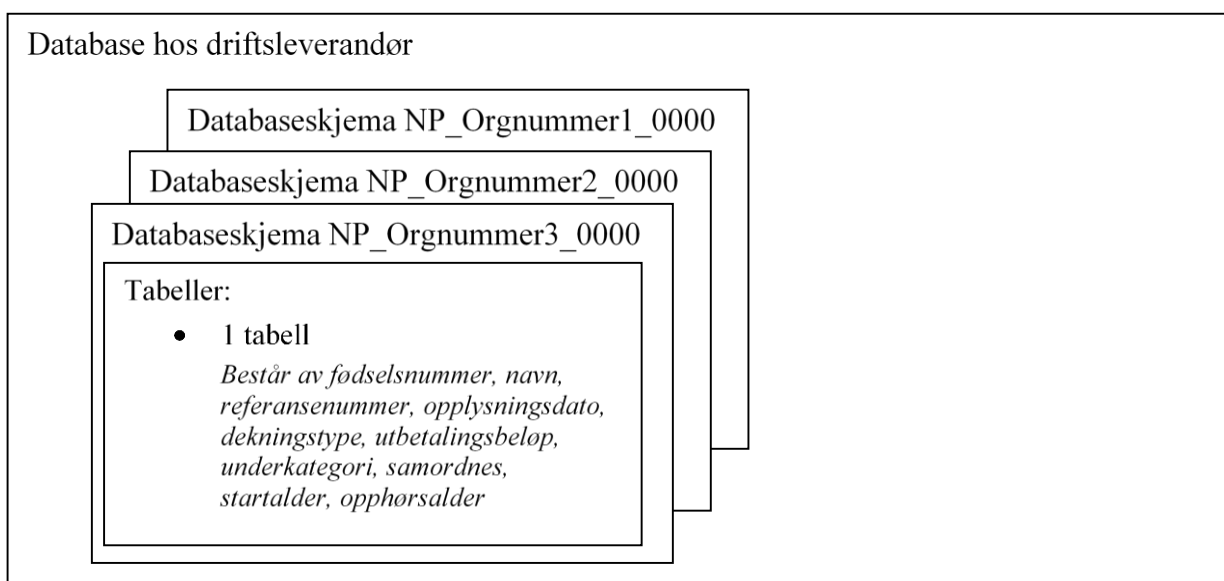 Database hos driftsleverandør
Databaseskjema NP_Orgnummer1_0000
Databaseskjema NP_Orgnummer2_0000
Databaseskjema NP_Orgnummer3_0000
Tabeller:
• 1 tabell
Består av fødselsnummer, navn,
referansenummer, opplysningsdato,
dekningstype, utbetalingsbeløp,
underkategori, samordnes,
startalder, opphørsalder